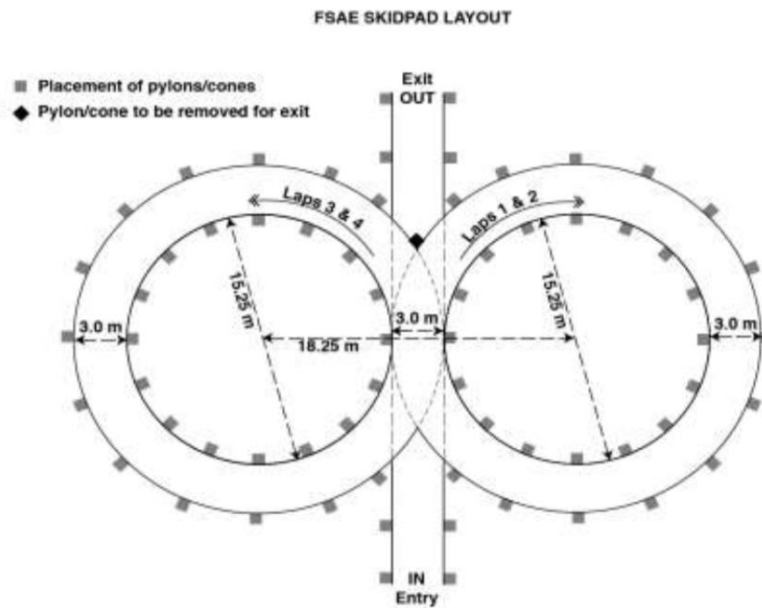 FSAE SKIDPAD LAYOUT
Placement of pylons/cones
Pylon/cone to be removed for exit
Exit
OUT
Laps 3 & 4
Laps 1 & 2
15.25 m
15.25 m
3.0 m
3.0 m
3.0 m
18.25 m
IN
Entry